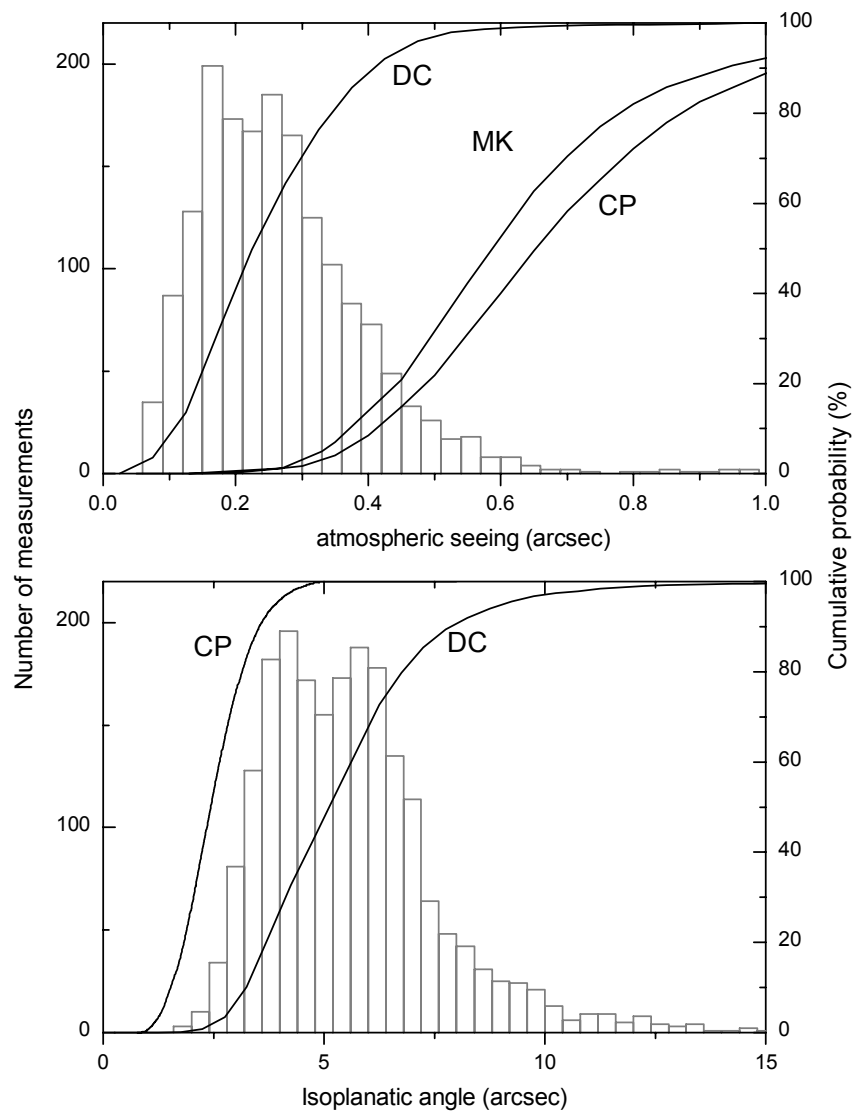 100
200
DC
80
MK
60
CP
100
40
20
0
0
0.0 0.2 0.4 0.6 0.8 1.0
atmospheric seeing (arcsec)
Number of measurements
Cumulative probability (%)
100
200
CP
DC
80
60
100
40
20
0
0
0 5 10 15
Isoplanatic angle (arcsec)